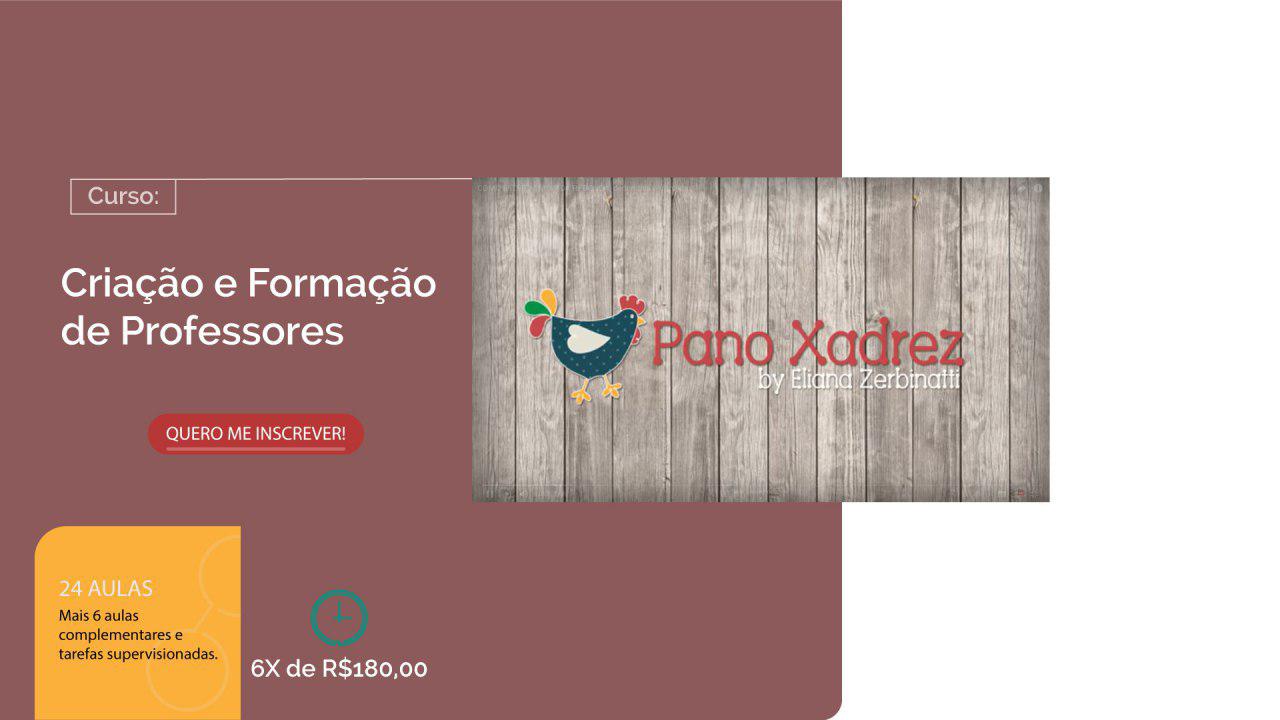 Curso:
Criação e Formação
de Professores
Pano Xadrez
by Eliana Zerbinatti
QUERO ME INSCREVER!
24 AULAS
Mais 6 aulas
complementares e
tarefas supervisionadas.
6X de R$180,00